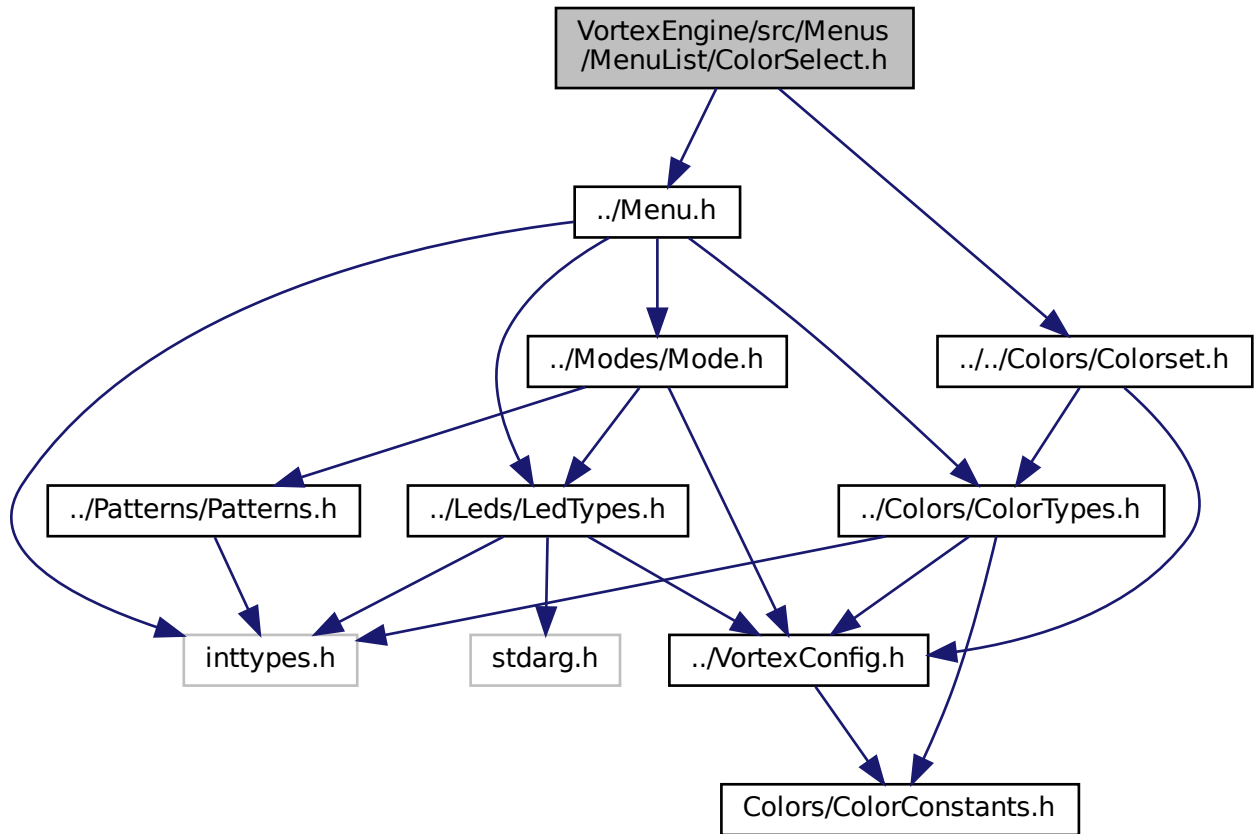 VortexEngine/src/Menus
/MenuList/ColorSelect.h
../Menu.h
../Modes/Mode.h
../../Colors/Colorset.h
../Patterns/Patterns.h
../Leds/LedTypes.h
../Colors/ColorTypes.h
inttypes.h
stdarg.h
../VortexConfig.h
Colors/ColorConstants.h